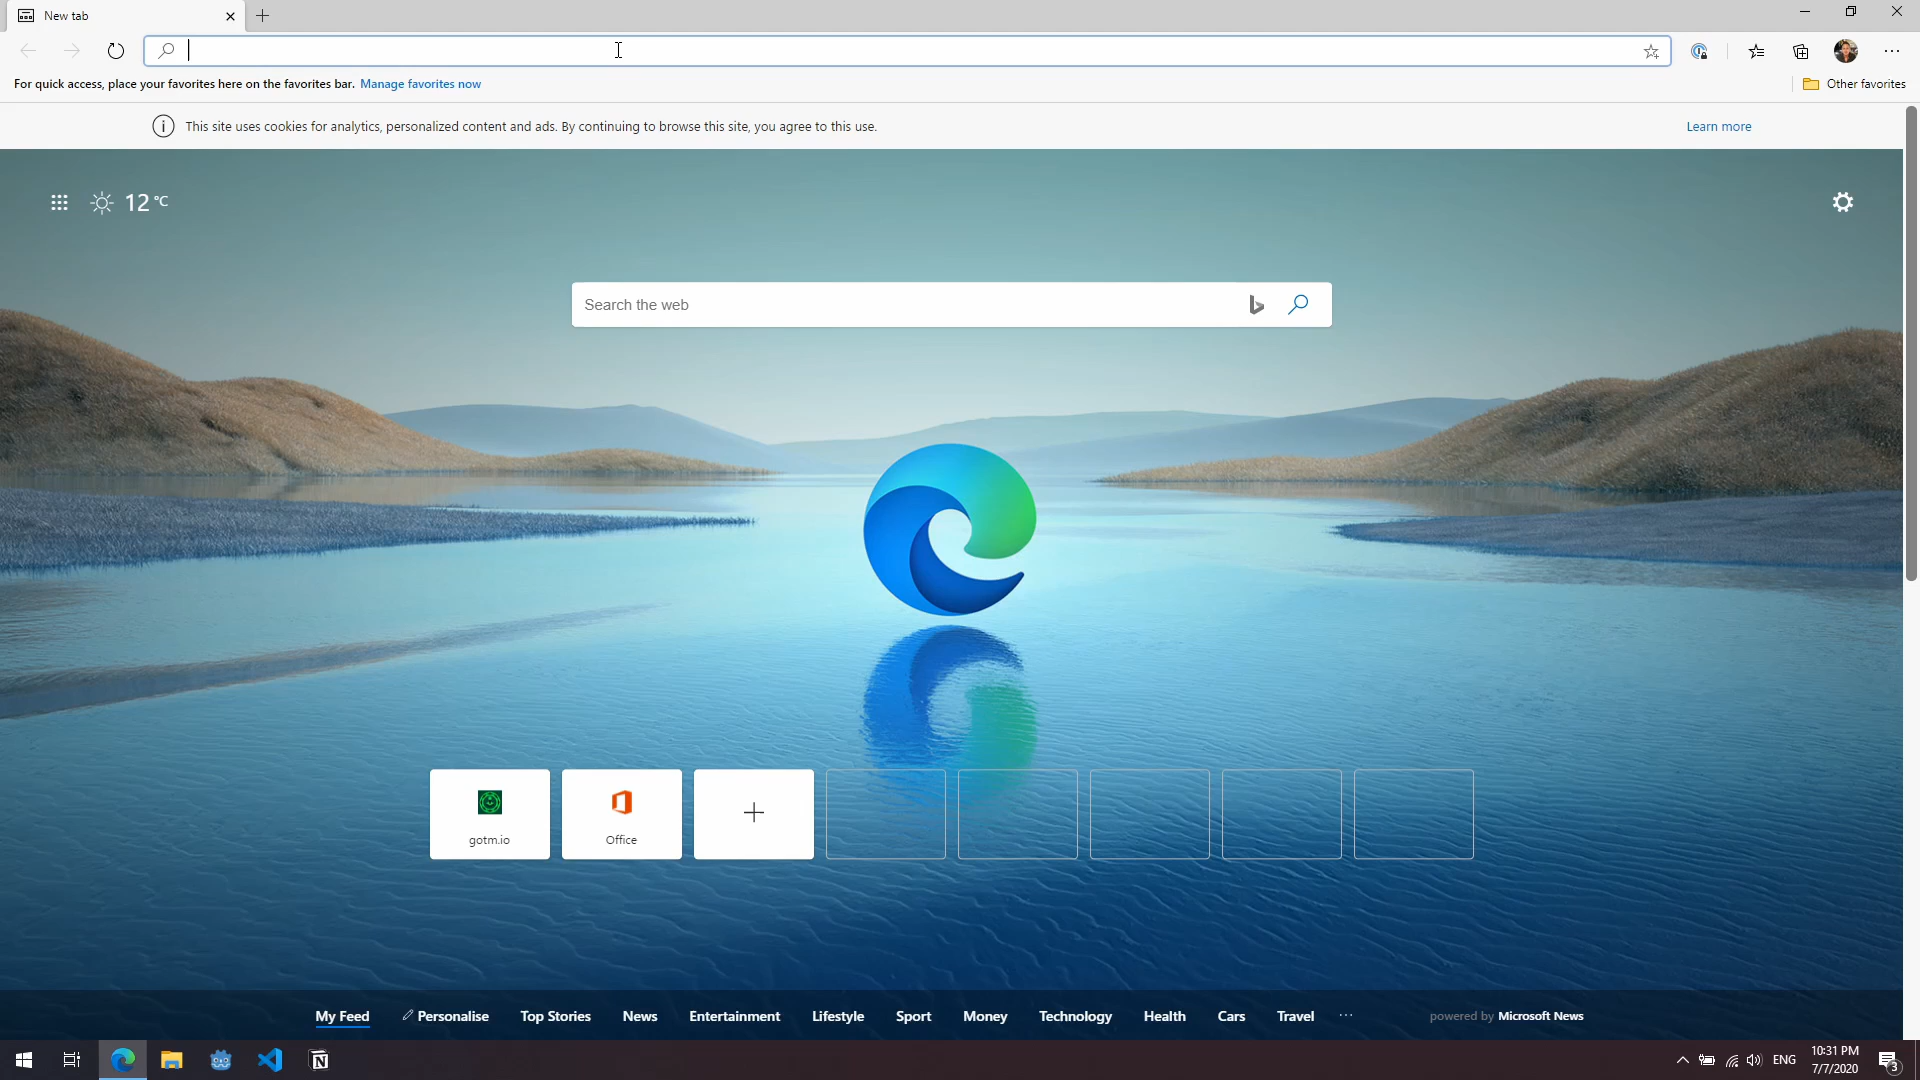 New tab
For quick access, place your favorites here on the favorites bar. Manage favorites now
Other favorites
This site uses cookies for analytics, personalized content and ads. By continuing to browse this site, you agree to this use.
Learn more
12 °C
Search the web
gotm.io
Office
My Feed
Personalise
Top Stories
News
Entertainment
Lifestyle
Sport
Money
Technology
Health
Cars
Travel
powered by Microsoft News
ENG
10:31 PM
7/7/2020
3